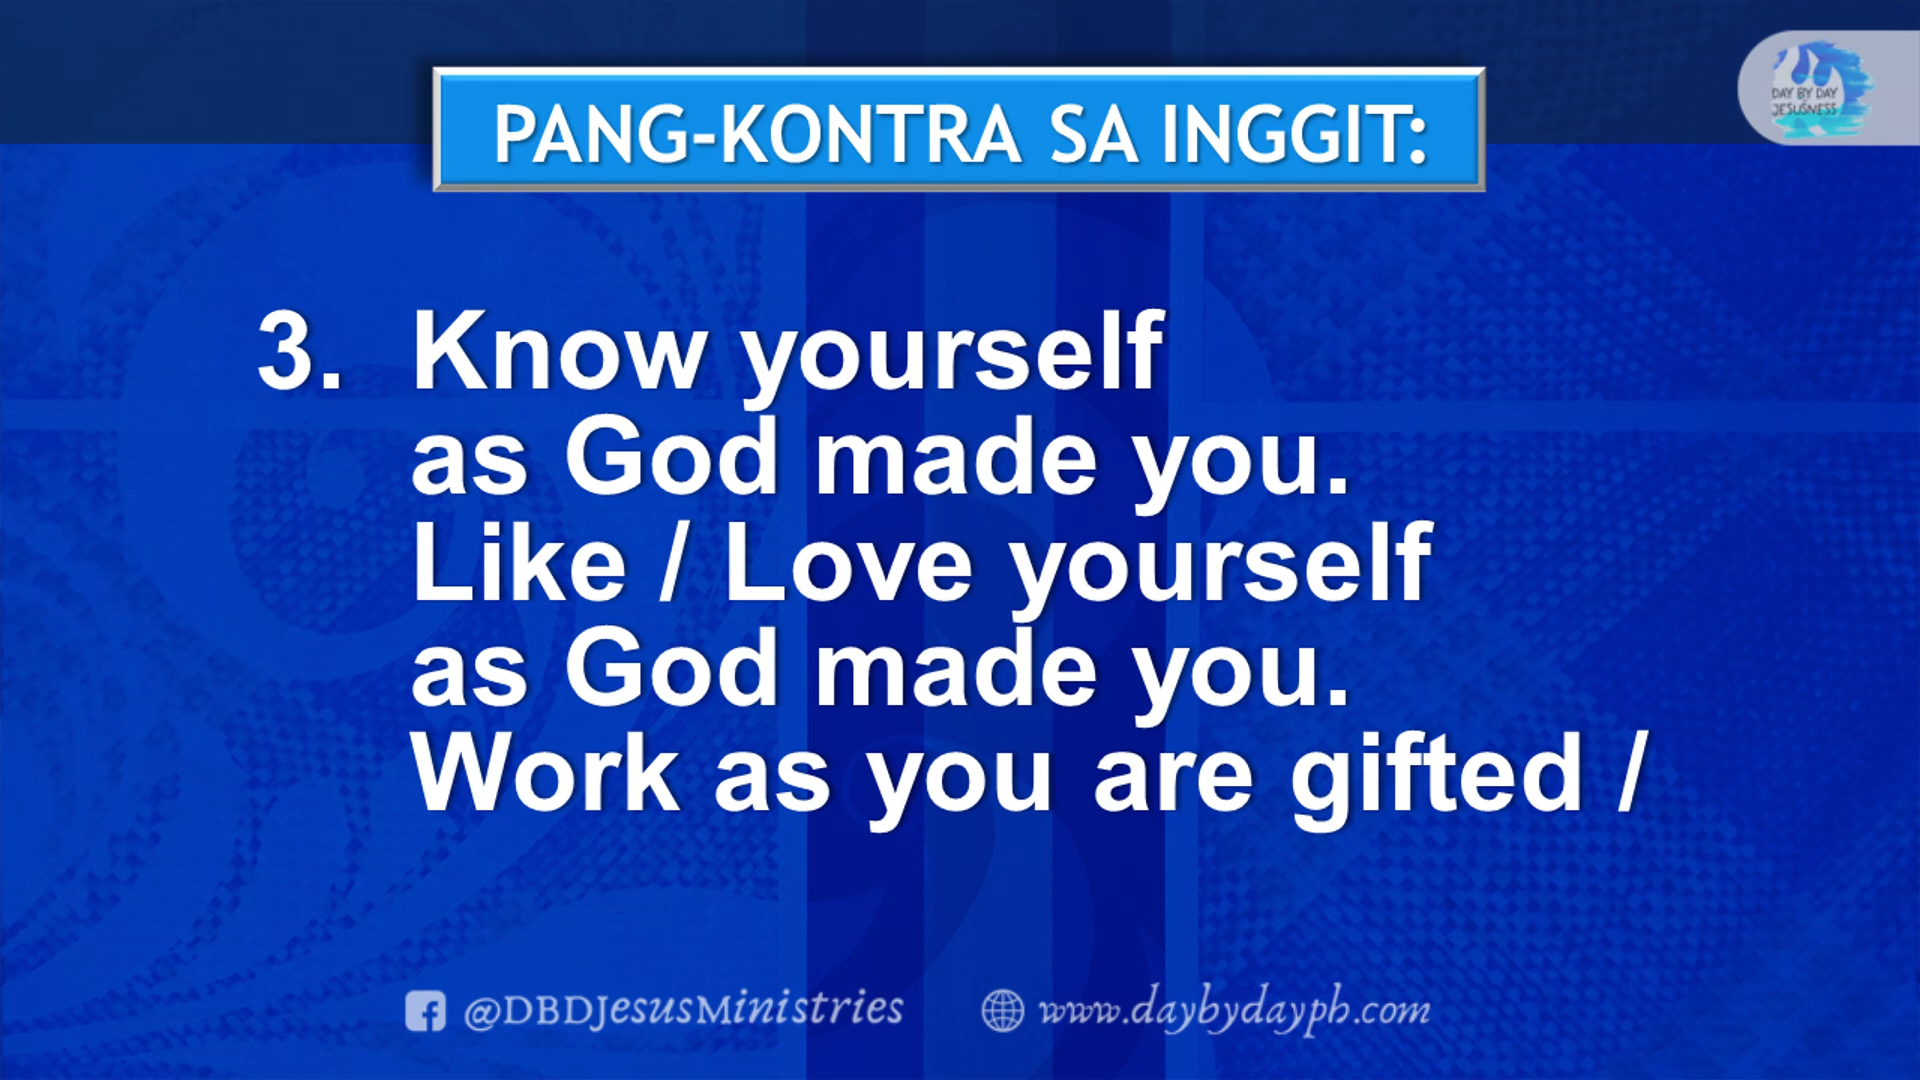 PANG-KONTRA SA INGGIT:
DAY BY DAY
JESUSNESS
3. Know yourself
as God made you.
Like / Love yourself
as God made you.
Work as you are gifted /
@DBDJesusMinistries
www.daybydayph.com